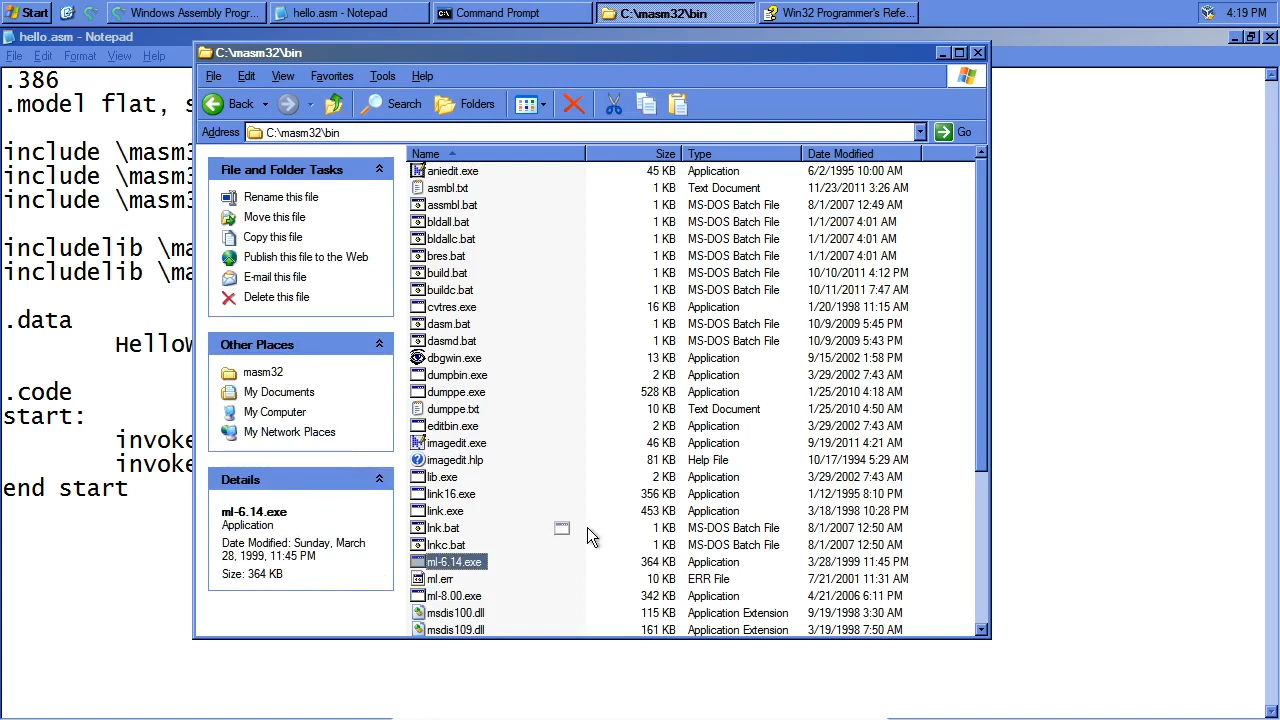 Start
Windows Assembly Progr...
hello.asm - Notepad
Command Prompt
C:\masm32\bin
Win32 Programmer's Refe...
4:19 PM
hello.asm - Notepad
File Edit Format View Help
.386
.model flat, s
include \masm3
include \masm3
include \masm3
includelib \ma
includelib \ma
.data
HelloW
.code
start:
invoke
invoke
end start
C:\masm32\bin
File Edit View Favorites Tools Help
Back Search Folders
Address C:\masm32\bin Go
File and Folder Tasks
Rename this file
Move this file
Copy this file
Publish this file to the Web
E-mail this file
Delete this file
Other Places
masm32
My Documents
My Computer
My Network Places
Details
ml-6.14.exe
Application
Date Modified: Sunday, March
28, 1999, 11:45 PM
Size: 364 KB
Name Size Type Date Modified
aniedit.exe 45 KB Application 6/2/1995 10:00 AM
asmbl.txt 1 KB Text Document 11/23/2011 3:26 AM
assmbl.bat 1 KB MS-DOS Batch File 8/1/2007 12:49 AM
bldall.bat 1 KB MS-DOS Batch File 1/1/2007 4:01 AM
bldallc.bat 1 KB MS-DOS Batch File 1/1/2007 4:01 AM
bres.bat 1 KB MS-DOS Batch File 1/1/2007 4:00 AM
build.bat 1 KB MS-DOS Batch File 10/10/2011 4:12 PM
buildc.bat 1 KB MS-DOS Batch File 10/11/2011 7:47 AM
cvtres.exe 16 KB Application 1/20/1998 11:15 AM
dasm.bat 1 KB MS-DOS Batch File 10/9/2009 5:45 PM
dasmd.bat 1 KB MS-DOS Batch File 10/9/2009 5:43 PM
dbgwin.exe 13 KB Application 9/15/2002 1:58 PM
dumpbin.exe 2 KB Application 3/29/2002 7:43 AM
dumppe.exe 528 KB Application 1/25/2010 4:18 AM
dumppe.txt 10 KB Text Document 1/25/2010 4:50 AM
editbin.exe 2 KB Application 3/29/2002 7:43 AM
imagedit.exe 46 KB Application 9/19/2011 4:21 AM
imagedit.hlp 81 KB Help File 10/17/1994 5:29 AM
lib.exe 2 KB Application 3/29/2002 7:43 AM
link16.exe 356 KB Application 1/12/1995 8:10 PM
link.exe 453 KB Application 3/18/1998 10:28 PM
lnk.bat 1 KB MS-DOS Batch File 8/1/2007 12:50 AM
lnkc.bat 1 KB MS-DOS Batch File 8/1/2007 12:50 AM
ml-6.14.exe 364 KB Application 3/28/1999 11:45 PM
ml.err 10 KB ERR File 7/21/2001 11:31 AM
ml-8.00.exe 342 KB Application 4/21/2006 6:11 PM
msdis100.dll 115 KB Application Extension 9/19/1998 3:30 AM
msdis109.dll 161 KB Application Extension 3/19/1998 7:50 AM